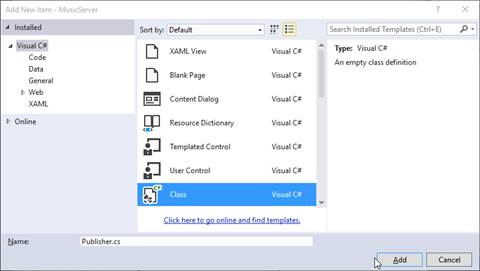 Add New Item - MusicServer
Installed
Sort by: Default
Search Installed Templates (Ctrl+E)
Visual C#
Code
Data
General
Web
XAML
Online
XAML View Visual C#
Blank Page Visual C#
Content Dialog Visual C#
Resource Dictionary Visual C#
Templated Control Visual C#
User Control Visual C#
C# Class Visual C#
Click here to go online and find templates.
Type: Visual C#
An empty class definition
Name: Publisher.cs
Add Cancel